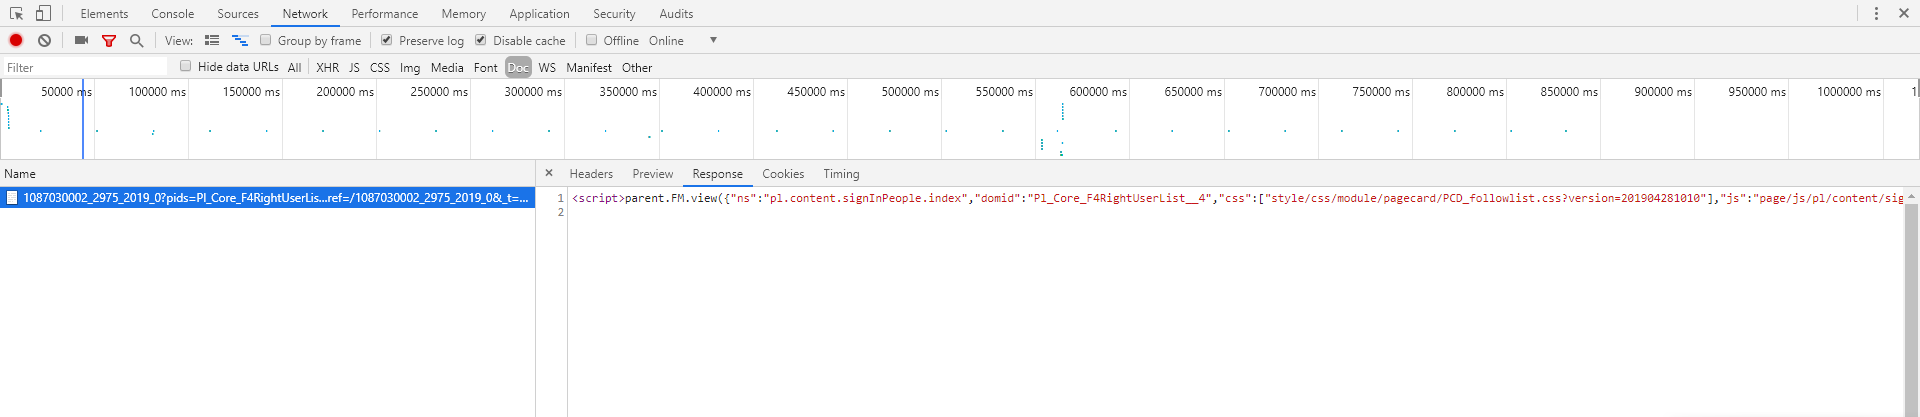 Elements Console Sources Network Performance Memory Application Security Audits
View: Group by frame Preserve log Disable cache Offline Online
Filter Hide data URLs All XHR JS CSS Img Media Font Doc WS Manifest Other
50000 ms 100000 ms 150000 ms 200000 ms 250000 ms 300000 ms 350000 ms 400000 ms 450000 ms 500000 ms 550000 ms 600000 ms 650000 ms 700000 ms 750000 ms 800000 ms 850000 ms 900000 ms 950000 ms 1000000 ms 1
Name Headers Preview Response Cookies Timing
1087030002_2975_2019_0?pids=Pl_Core_F4RightUserLis...ref=/1087030002_2975_2019_0&_t=...
1 <script>parent.FM.view({"ns":"pl.content.signInPeople.index","domid":"Pl_Core_F4RightUserList__4","css":["style/css/module/pagecard/PCD_followlist.css?version=201904281010"],"js":"page/js/pl/content/sig
2